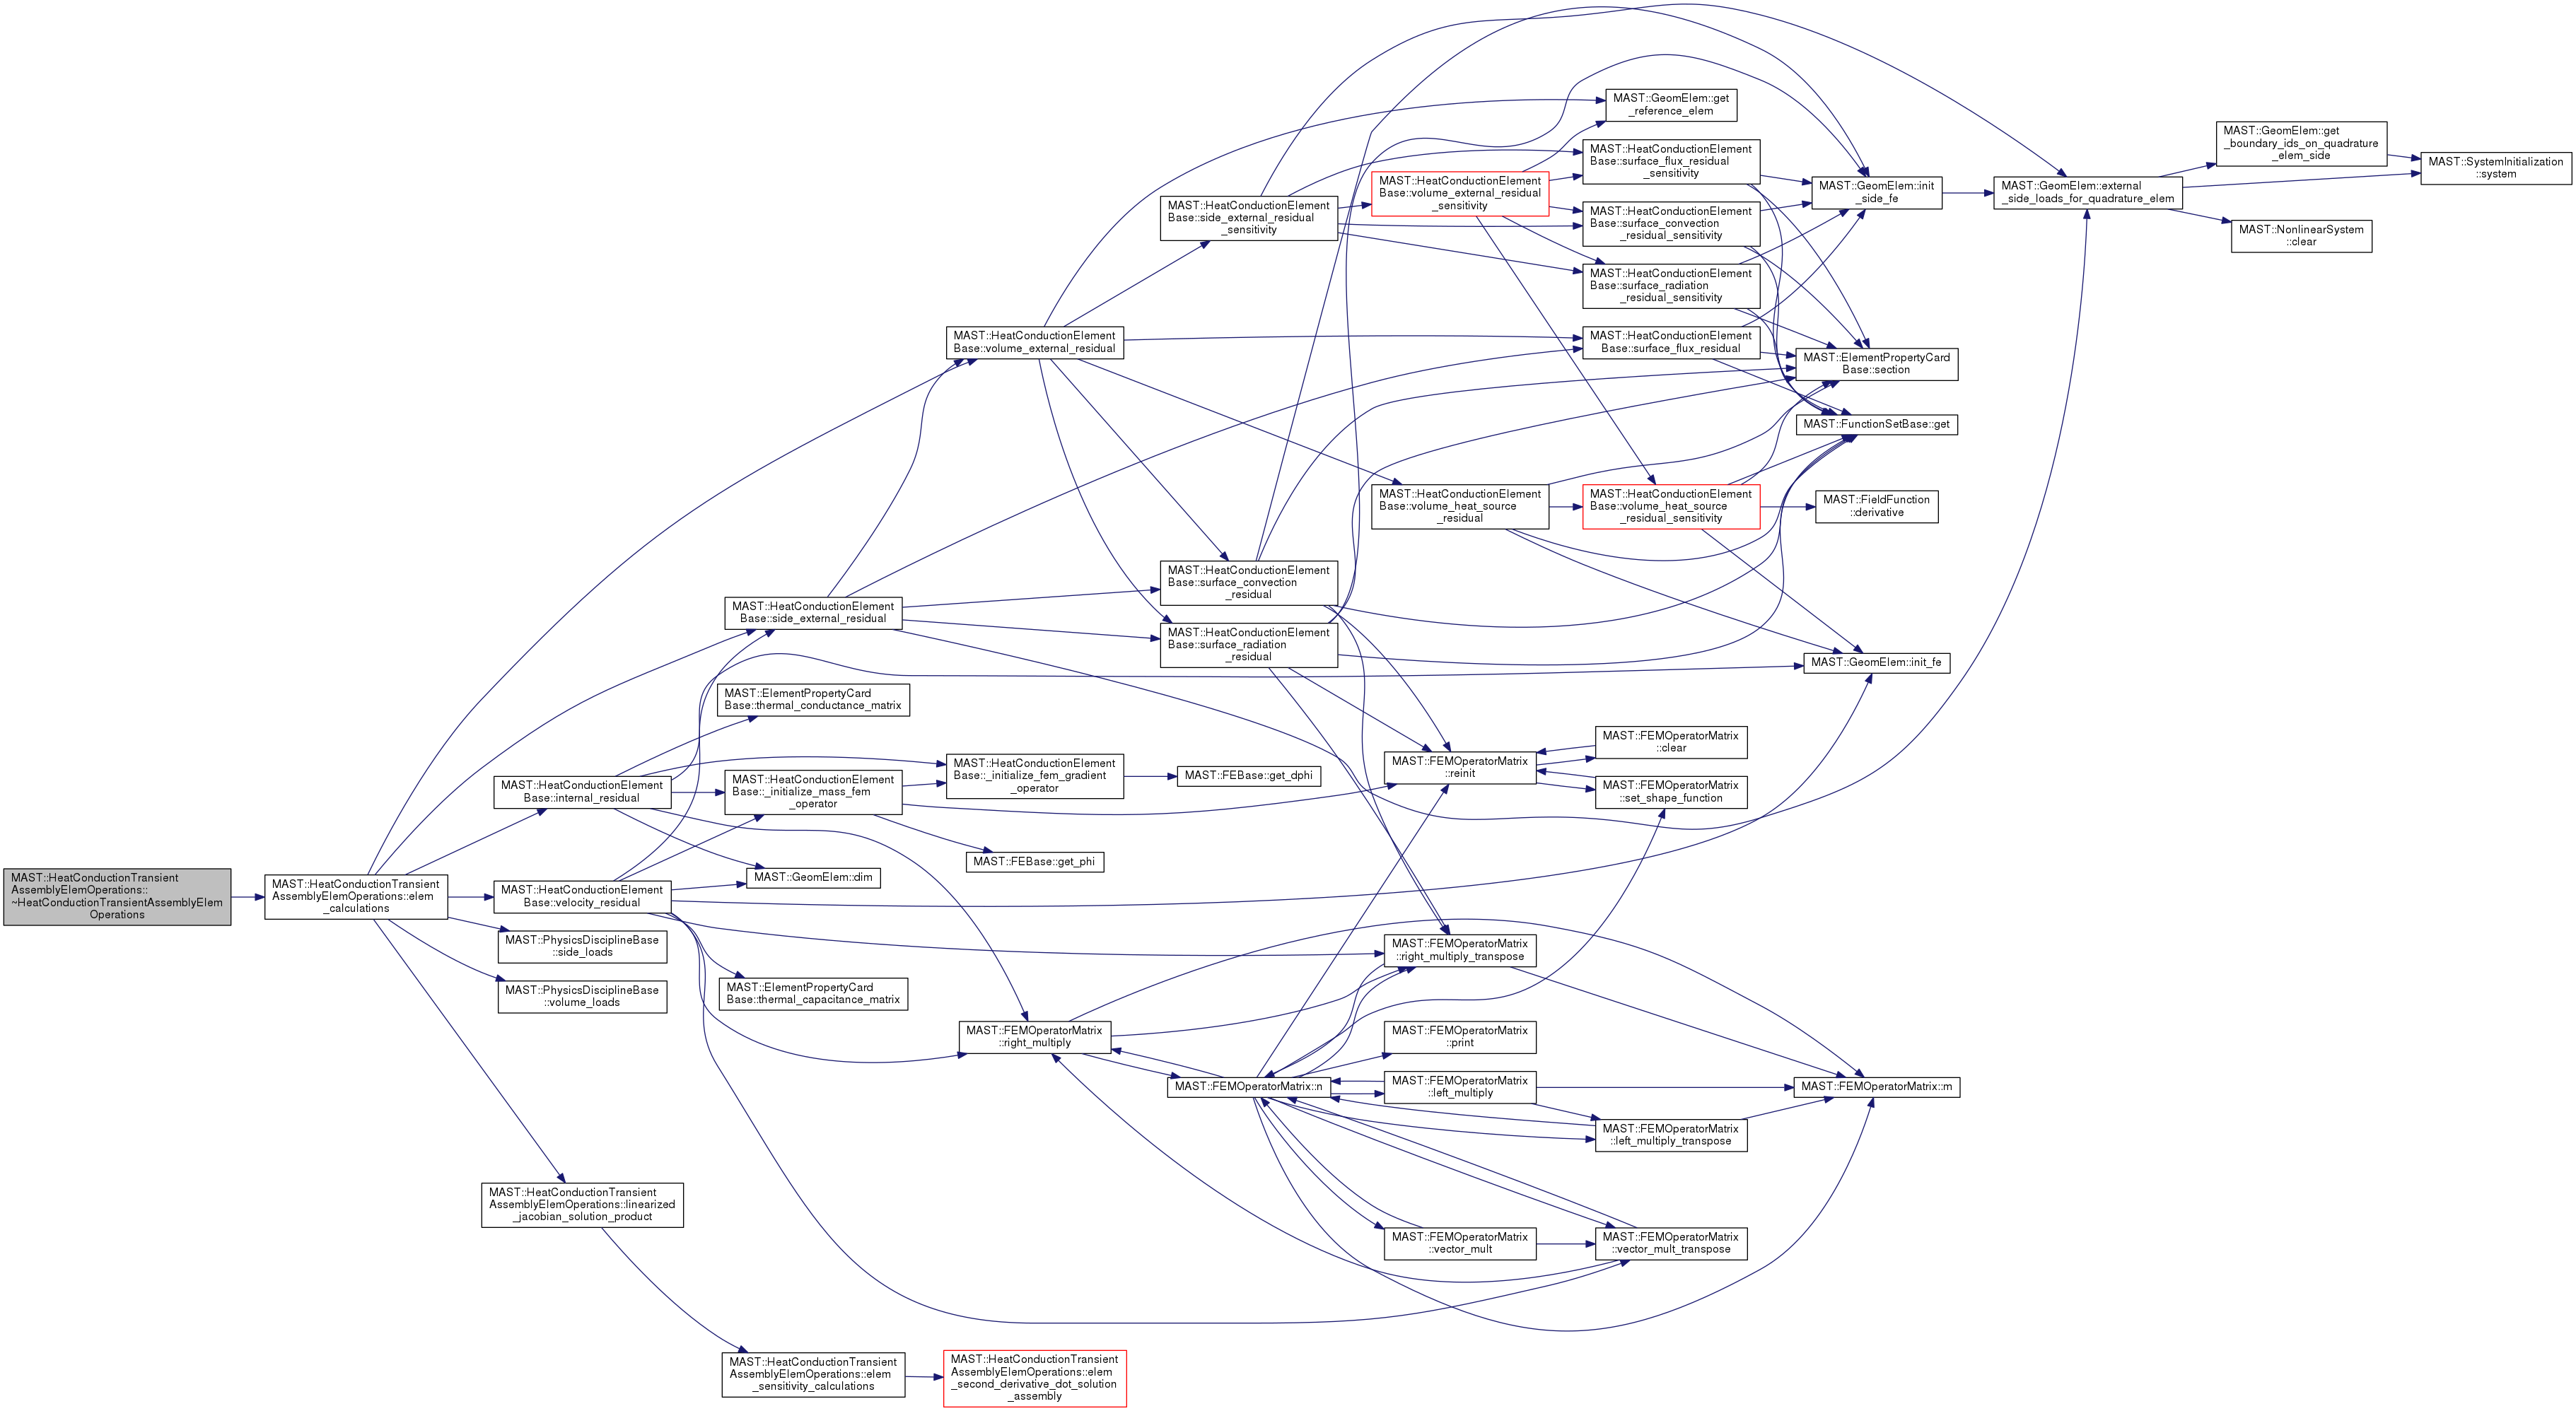 MAST::HeatConductionTransient
AssemblyElemOperations::
~HeatConductionTransientAssemblyElem
Operations
MAST::HeatConductionTransient
AssemblyElemOperations::elem
_calculations
MAST::HeatConductionElement
Base::internal_residual
MAST::HeatConductionElement
Base::velocity_residual
MAST::PhysicsDisciplineBase
::side_loads
MAST::PhysicsDisciplineBase
::volume_loads
MAST::HeatConductionTransient
AssemblyElemOperations::linearized
_jacobian_solution_product
MAST::HeatConductionElement
Base::side_external_residual
MAST::ElementPropertyCard
Base::thermal_conductance_matrix
MAST::HeatConductionElement
Base::_initialize_mass_fem
_operator
MAST::GeomElem::dim
MAST::ElementPropertyCard
Base::thermal_capacitance_matrix
MAST::HeatConductionTransient
AssemblyElemOperations::elem
_sensitivity_calculations
MAST::HeatConductionElement
Base::volume_external_residual
MAST::HeatConductionElement
Base::_initialize_fem_gradient
_operator
MAST::FEBase::get_phi
MAST::FEMOperatorMatrix
::right_multiply
MAST::HeatConductionTransient
AssemblyElemOperations::elem
_second_derivative_dot_solution
_assembly
MAST::HeatConductionElement
Base::side_external_residual
_sensitivity
MAST::HeatConductionElement
Base::surface_convection
_residual
MAST::HeatConductionElement
Base::surface_radiation
_residual
MAST::FEBase::get_dphi
MAST::FEMOperatorMatrix::n
MAST::HeatConductionElement
Base::volume_external_residual
_sensitivity
MAST::HeatConductionElement
Base::volume_heat_source
_residual
MAST::FEMOperatorMatrix
::reinit
MAST::FEMOperatorMatrix
::right_multiply_transpose
MAST::FEMOperatorMatrix
::print
MAST::FEMOperatorMatrix
::left_multiply
MAST::FEMOperatorMatrix
::vector_mult
MAST::GeomElem::get
_reference_elem
MAST::HeatConductionElement
Base::surface_flux_residual
_sensitivity
MAST::HeatConductionElement
Base::surface_convection
_residual_sensitivity
MAST::HeatConductionElement
Base::surface_radiation
_residual_sensitivity
MAST::HeatConductionElement
Base::surface_flux_residual
MAST::HeatConductionElement
Base::volume_heat_source
_residual_sensitivity
MAST::FEMOperatorMatrix
::clear
MAST::FEMOperatorMatrix
::set_shape_function
MAST::FEMOperatorMatrix
::left_multiply_transpose
MAST::FEMOperatorMatrix
::vector_mult_transpose
MAST::GeomElem::init
_side_fe
MAST::ElementPropertyCard
Base::section
MAST::FunctionSetBase::get
MAST::FieldFunction
::derivative
MAST::GeomElem::init_fe
MAST::FEMOperatorMatrix::m
MAST::GeomElem::external
_side_loads_for_quadrature_elem
MAST::GeomElem::get
_boundary_ids_on_quadrature
_elem_side
MAST::NonlinearSystem
::clear
MAST::SystemInitialization
::system